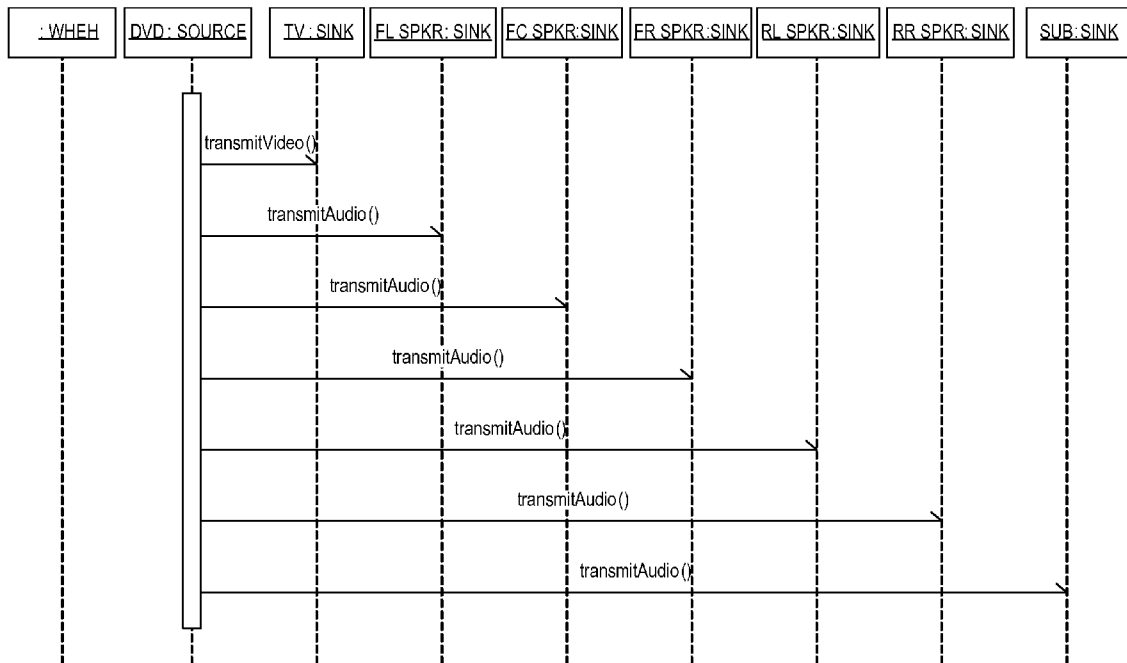 : WHEH
DVD : SOURCE
TV : SINK
FL SPKR: SINK
FC SPKR:SINK
FR SPKR:SINK
RL SPKR:SINK
RR SPKR:SINK
SUB:SINK
transmitVideo()
transmitAudio()
transmitAudio()
transmitAudio()
transmitAudio()
transmitAudio()
transmitAudio()